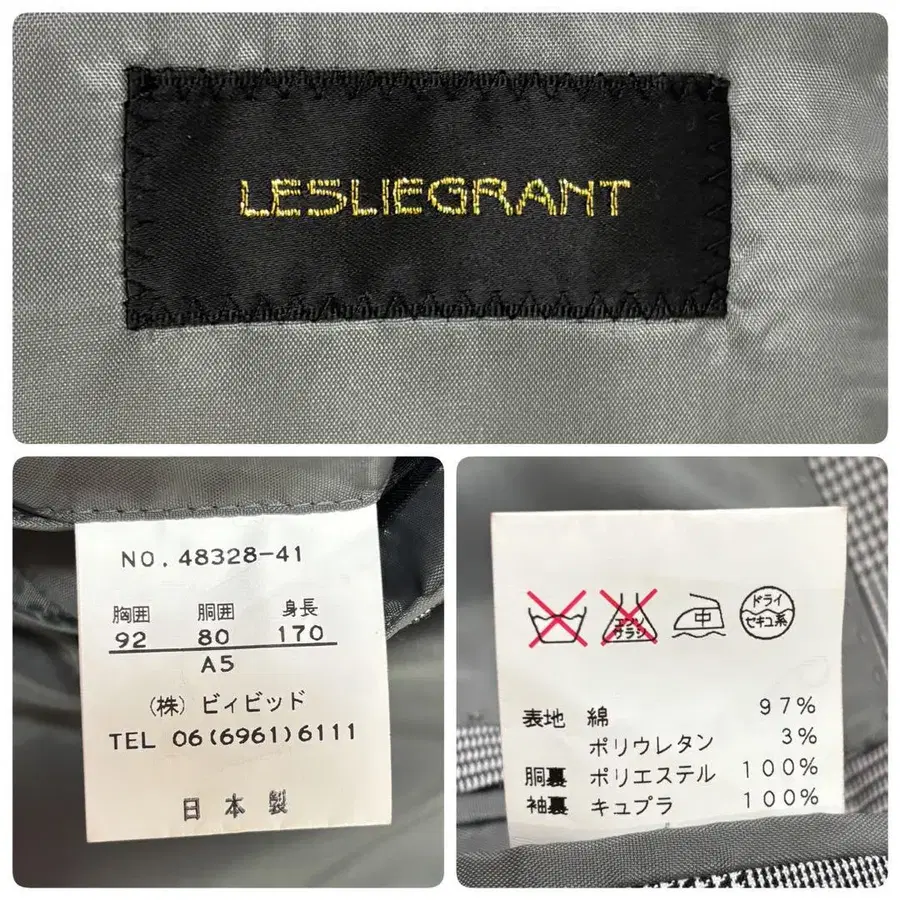 LESLIEGRANT
NO. 48328-41
胸囲 胴囲 身長
92 80 170
A5
(株) ビィビッド
TEL 06(6961)6111
日本製
エンソ
サラシ
中
ドライ
セキユ系
表地 綿 97%
ポリウレタン 3%
胴裏 ポリエステル 100%
袖裏 キュプラ 100%